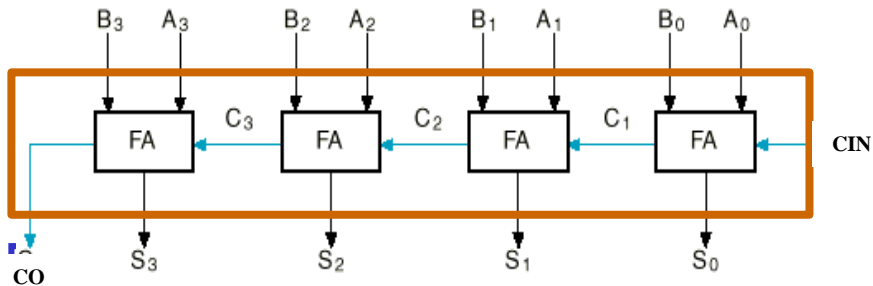 B3 A3 B2 A2 B1 A1 B0 A0
C3 C2 C1
FA FA FA FA CIN
S3 S2 S1 S0
CO